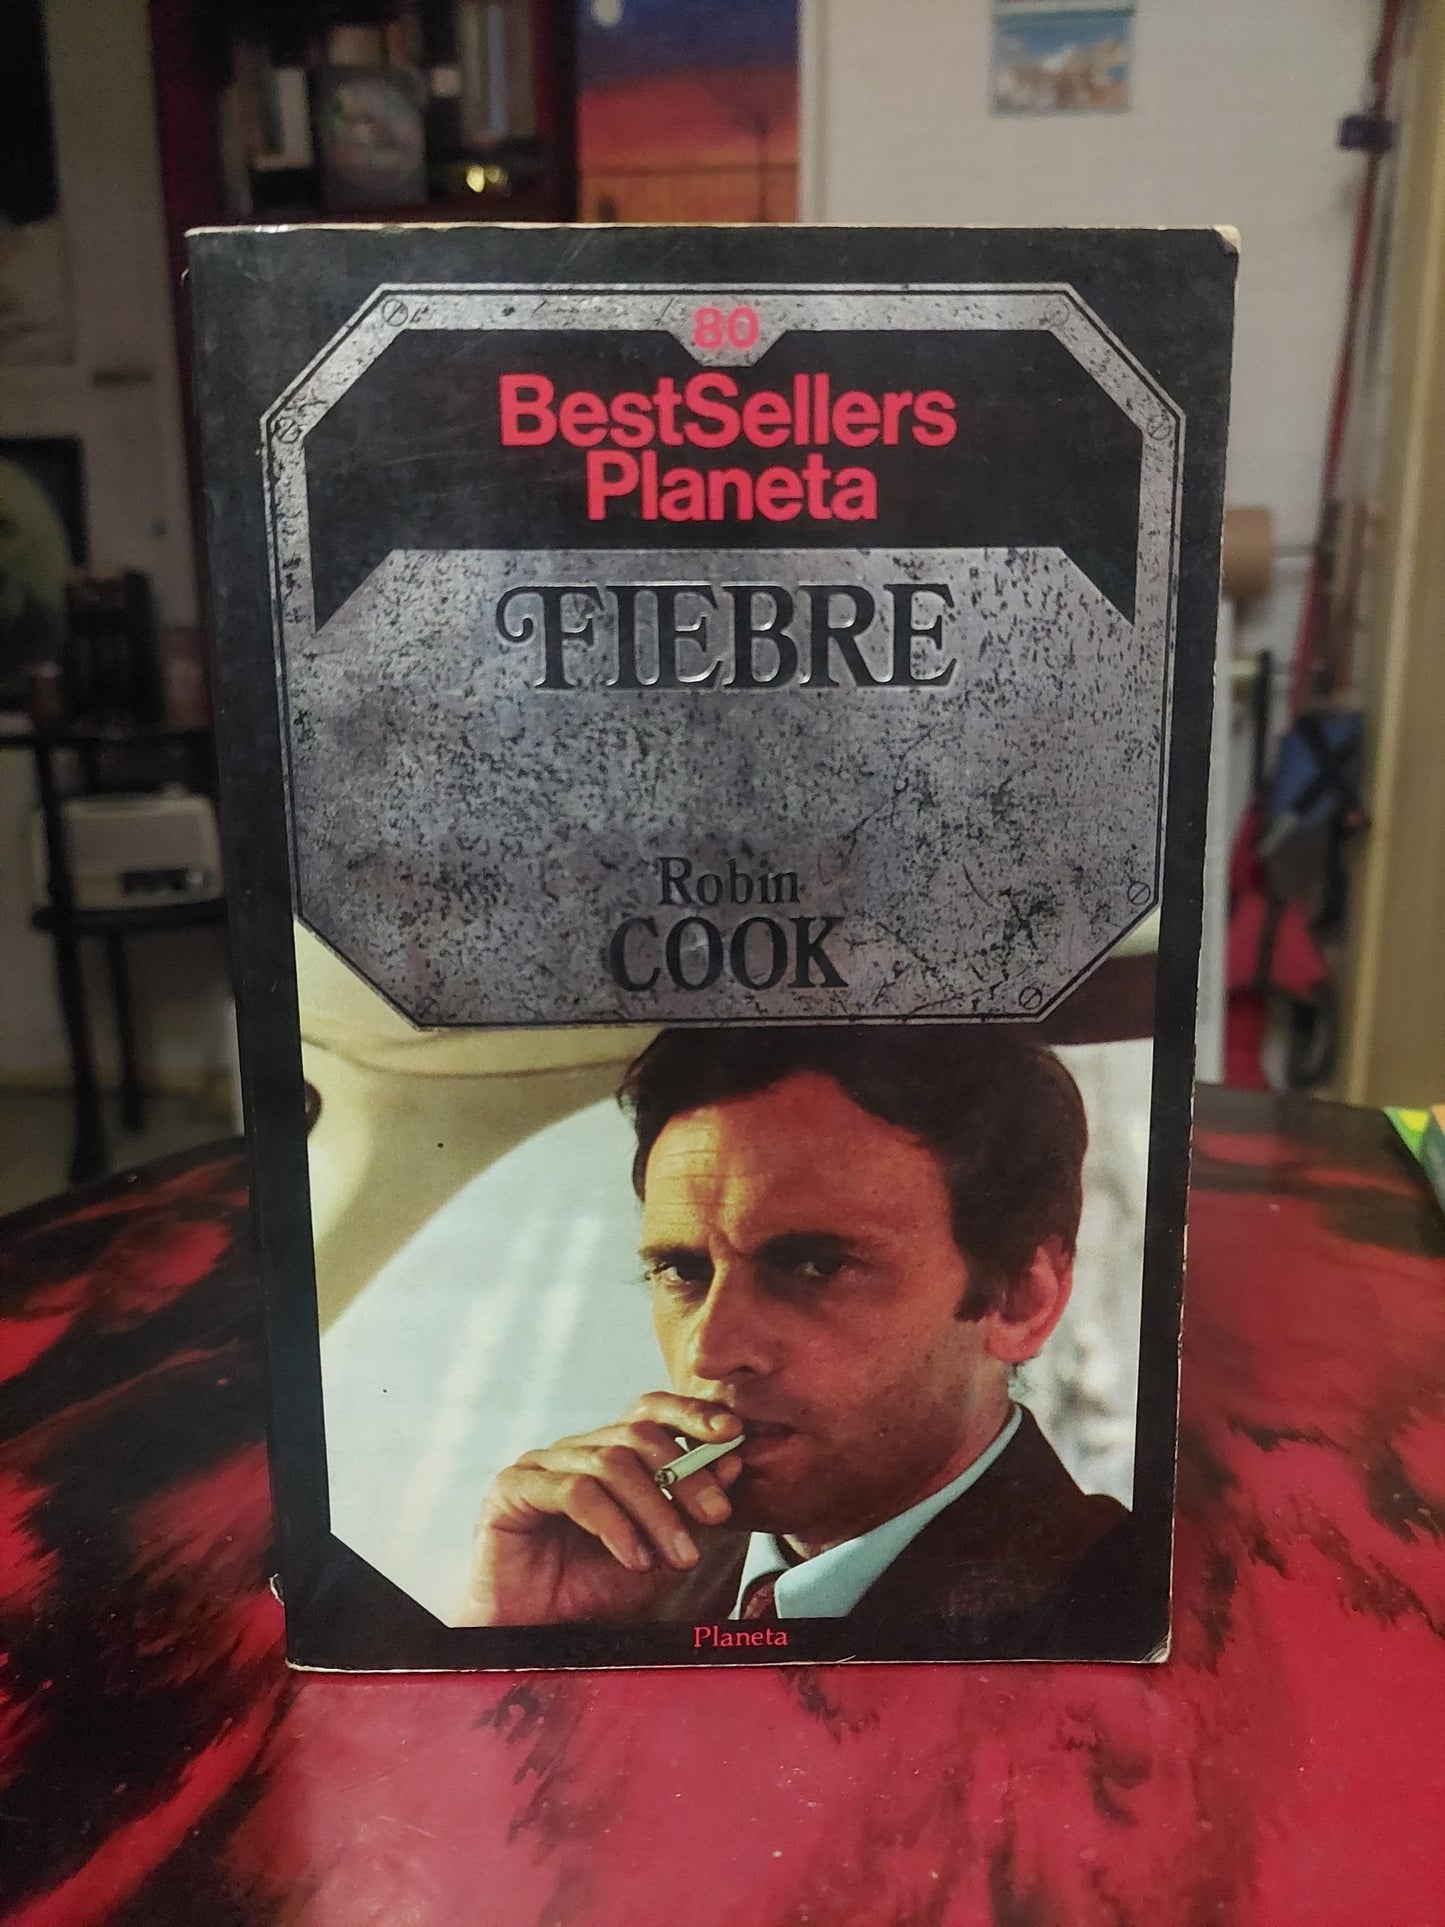 80
BestSellers
Planeta
FIEBRE
Robin
COOK
Planeta